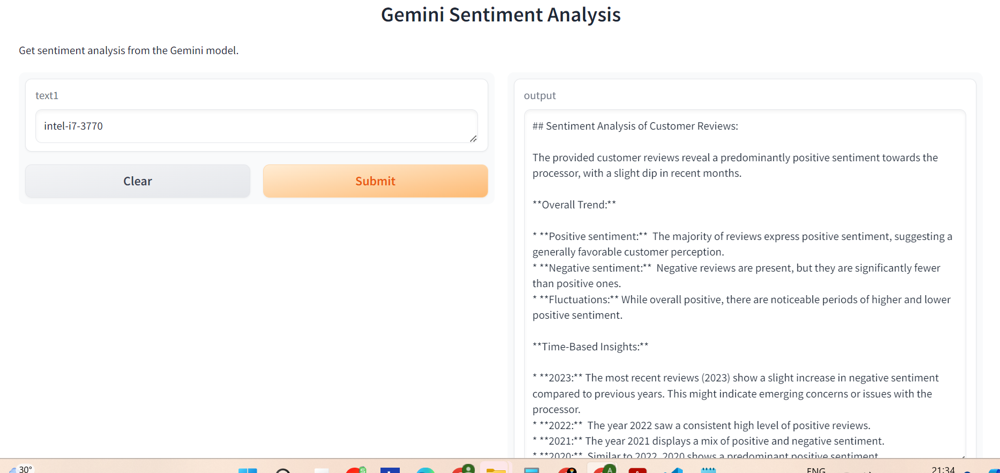 Gemini Sentiment Analysis
Get sentiment analysis from the Gemini model.
text1
intel-i7-3770
Clear
Submit
output
## Sentiment Analysis of Customer Reviews:
The provided customer reviews reveal a predominantly positive sentiment towards the
processor, with a slight dip in recent months.
**Overall Trend:**
* **Positive sentiment:**  The majority of reviews express positive sentiment, suggesting a
generally favorable customer perception.
* **Negative sentiment:**  Negative reviews are present, but they are significantly fewer
than positive ones.
* **Fluctuations:** While overall positive, there are noticeable periods of higher and lower
positive sentiment.
**Time-Based Insights:**
* **2023:** The most recent reviews (2023) show a slight increase in negative sentiment
compared to previous years. This might indicate emerging concerns or issues with the
processor.
* **2022:**  The year 2022 saw a consistent high level of positive reviews.
* **2021:** The year 2021 displays a mix of positive and negative sentiment.
* **2020:**  Similar to 2022, 2020 shows a predominant positive sentiment
30°
S
A
ENG
21:34